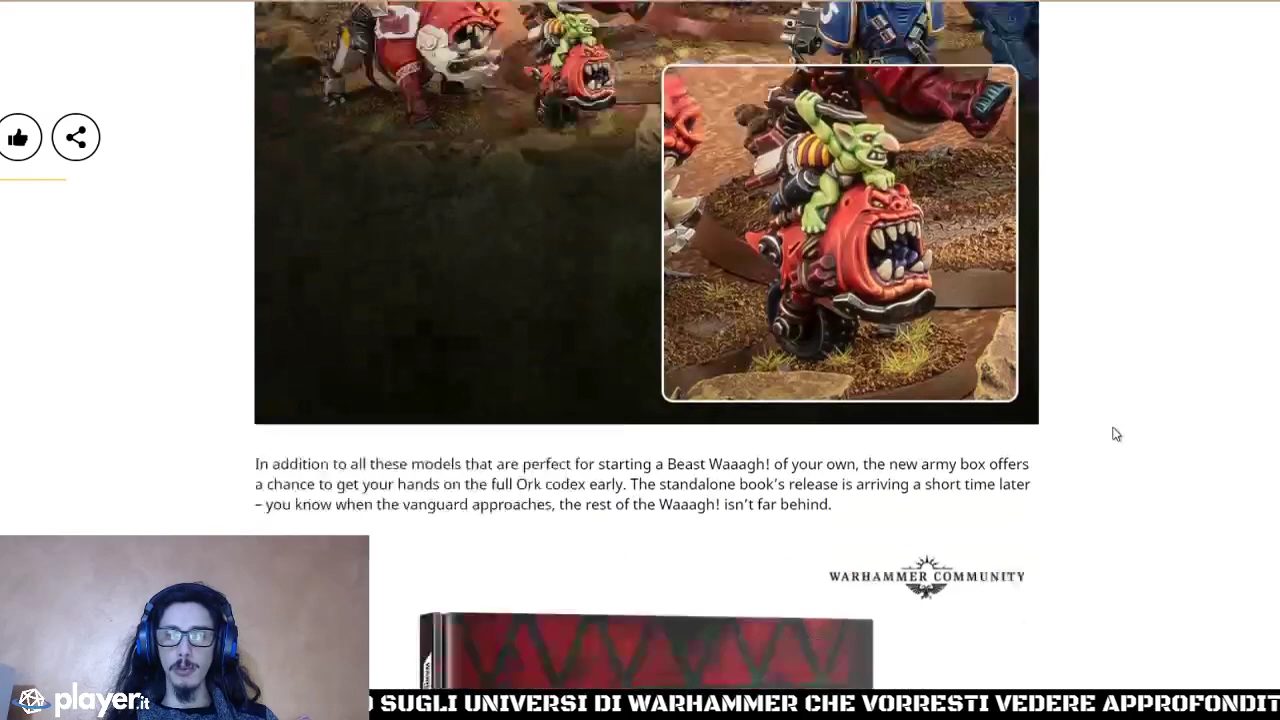 In addition to all these models that are perfect for starting a Beast Waaagh! of your own, the new army box offers
a chance to get your hands on the full Ork codex early. The standalone book's release is arriving a short time later
– you know when the vanguard approaches, the rest of the Waaagh! isn't far behind.
WARHAMMER COMMUNITY
player.it
SUGLI UNIVERSI DI WARHAMMER CHE VORRESTI VEDERE APPROFONDIT